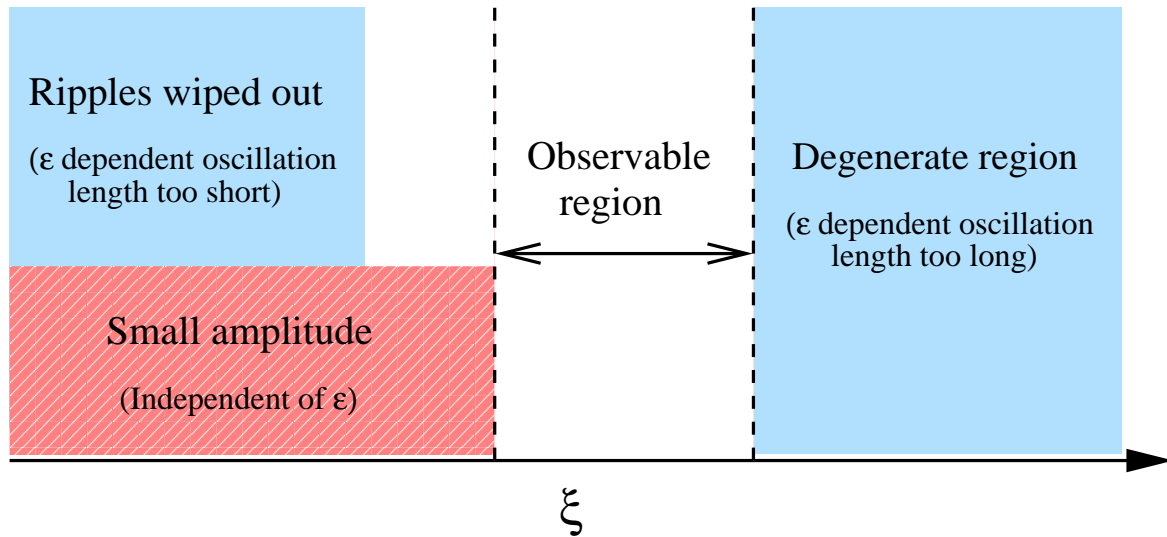 Ripples wiped out
(ε dependent oscillation
length too short)
Small amplitude
(Independent of ε)
Observable
region
Degenerate region
(ε dependent oscillation
length too long)
ξ